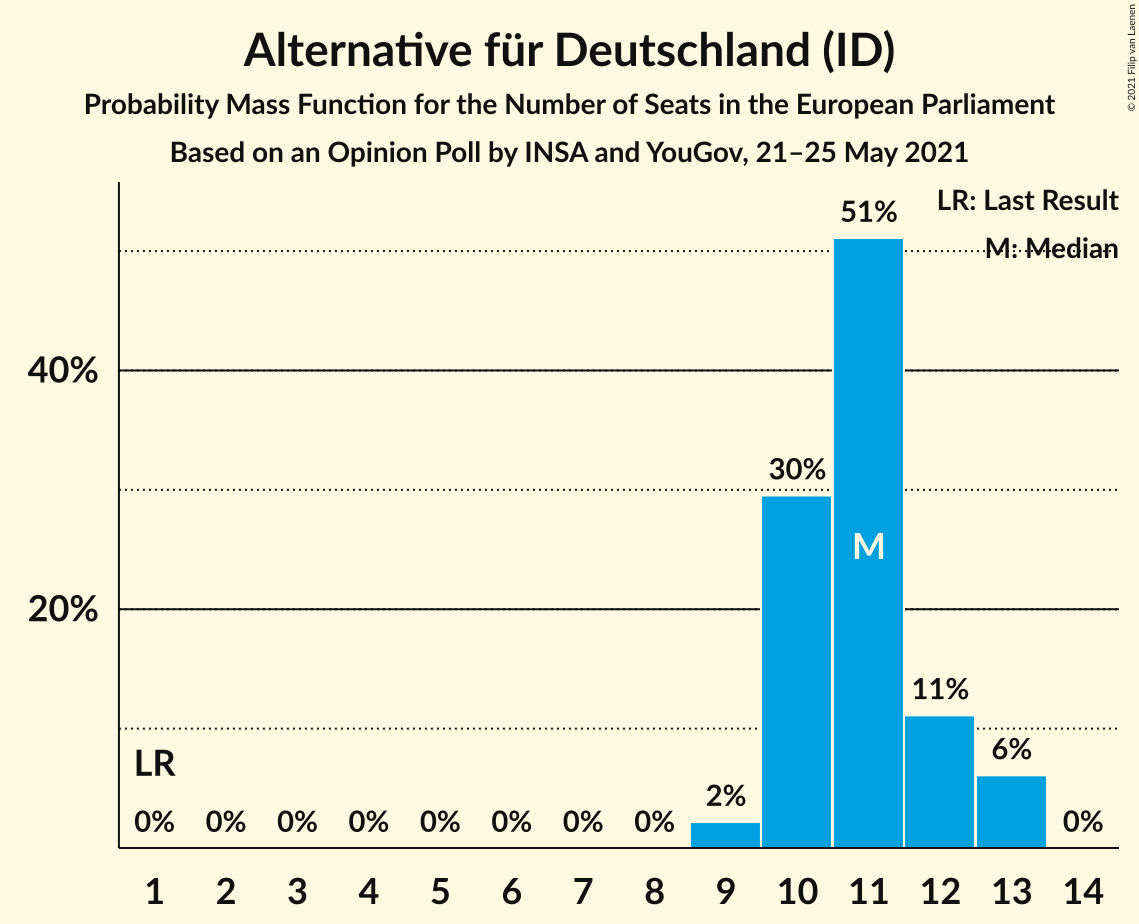 Alternative für Deutschland (ID)
Probability Mass Function for the Number of Seats in the European Parliament
Based on an Opinion Poll by INSA and YouGov, 21–25 May 2021
© 2021 Filip van Laenen
LR: Last Result
M: Median
51%
40%
30%
M
20%
11%
LR
6%
2%
0% 0% 0% 0% 0% 0% 0% 0% 0%
1 2 3 4 5 6 7 8 9 10 11 12 13 14